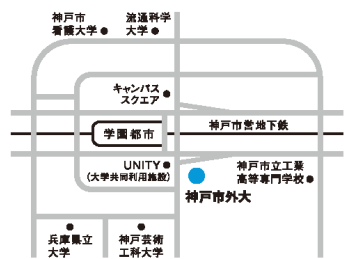 神戸市
看護大学
流通科学
大学
キャンパス
スクエア
学園都市
神戸市営地下鉄
UNITY
(大学共同利用施設)
神戸市立工業
高等専門学校
神戸市外大
兵庫県立
大学
神戸芸術
工科大学